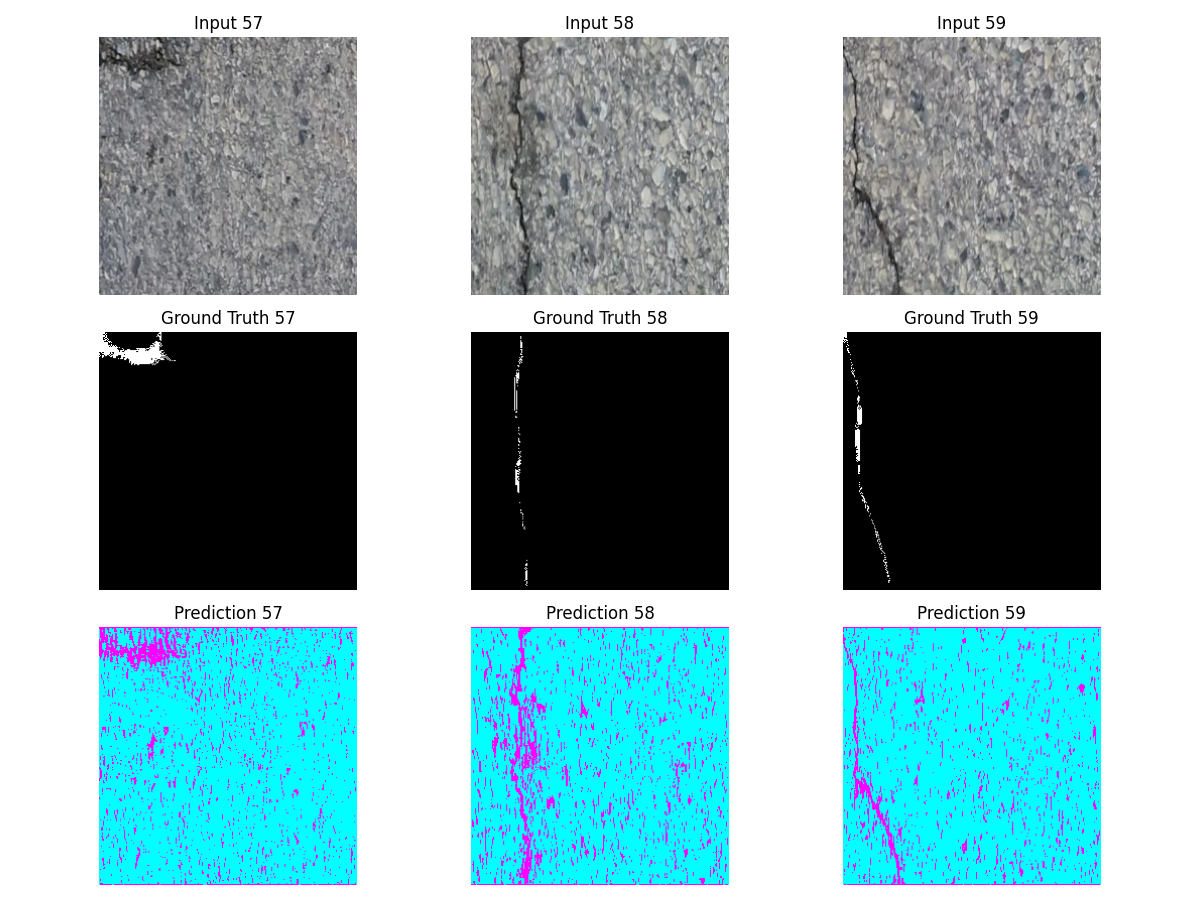 Input 57
Input 58
Input 59
Ground Truth 57
Ground Truth 58
Ground Truth 59
Prediction 57
Prediction 58
Prediction 59